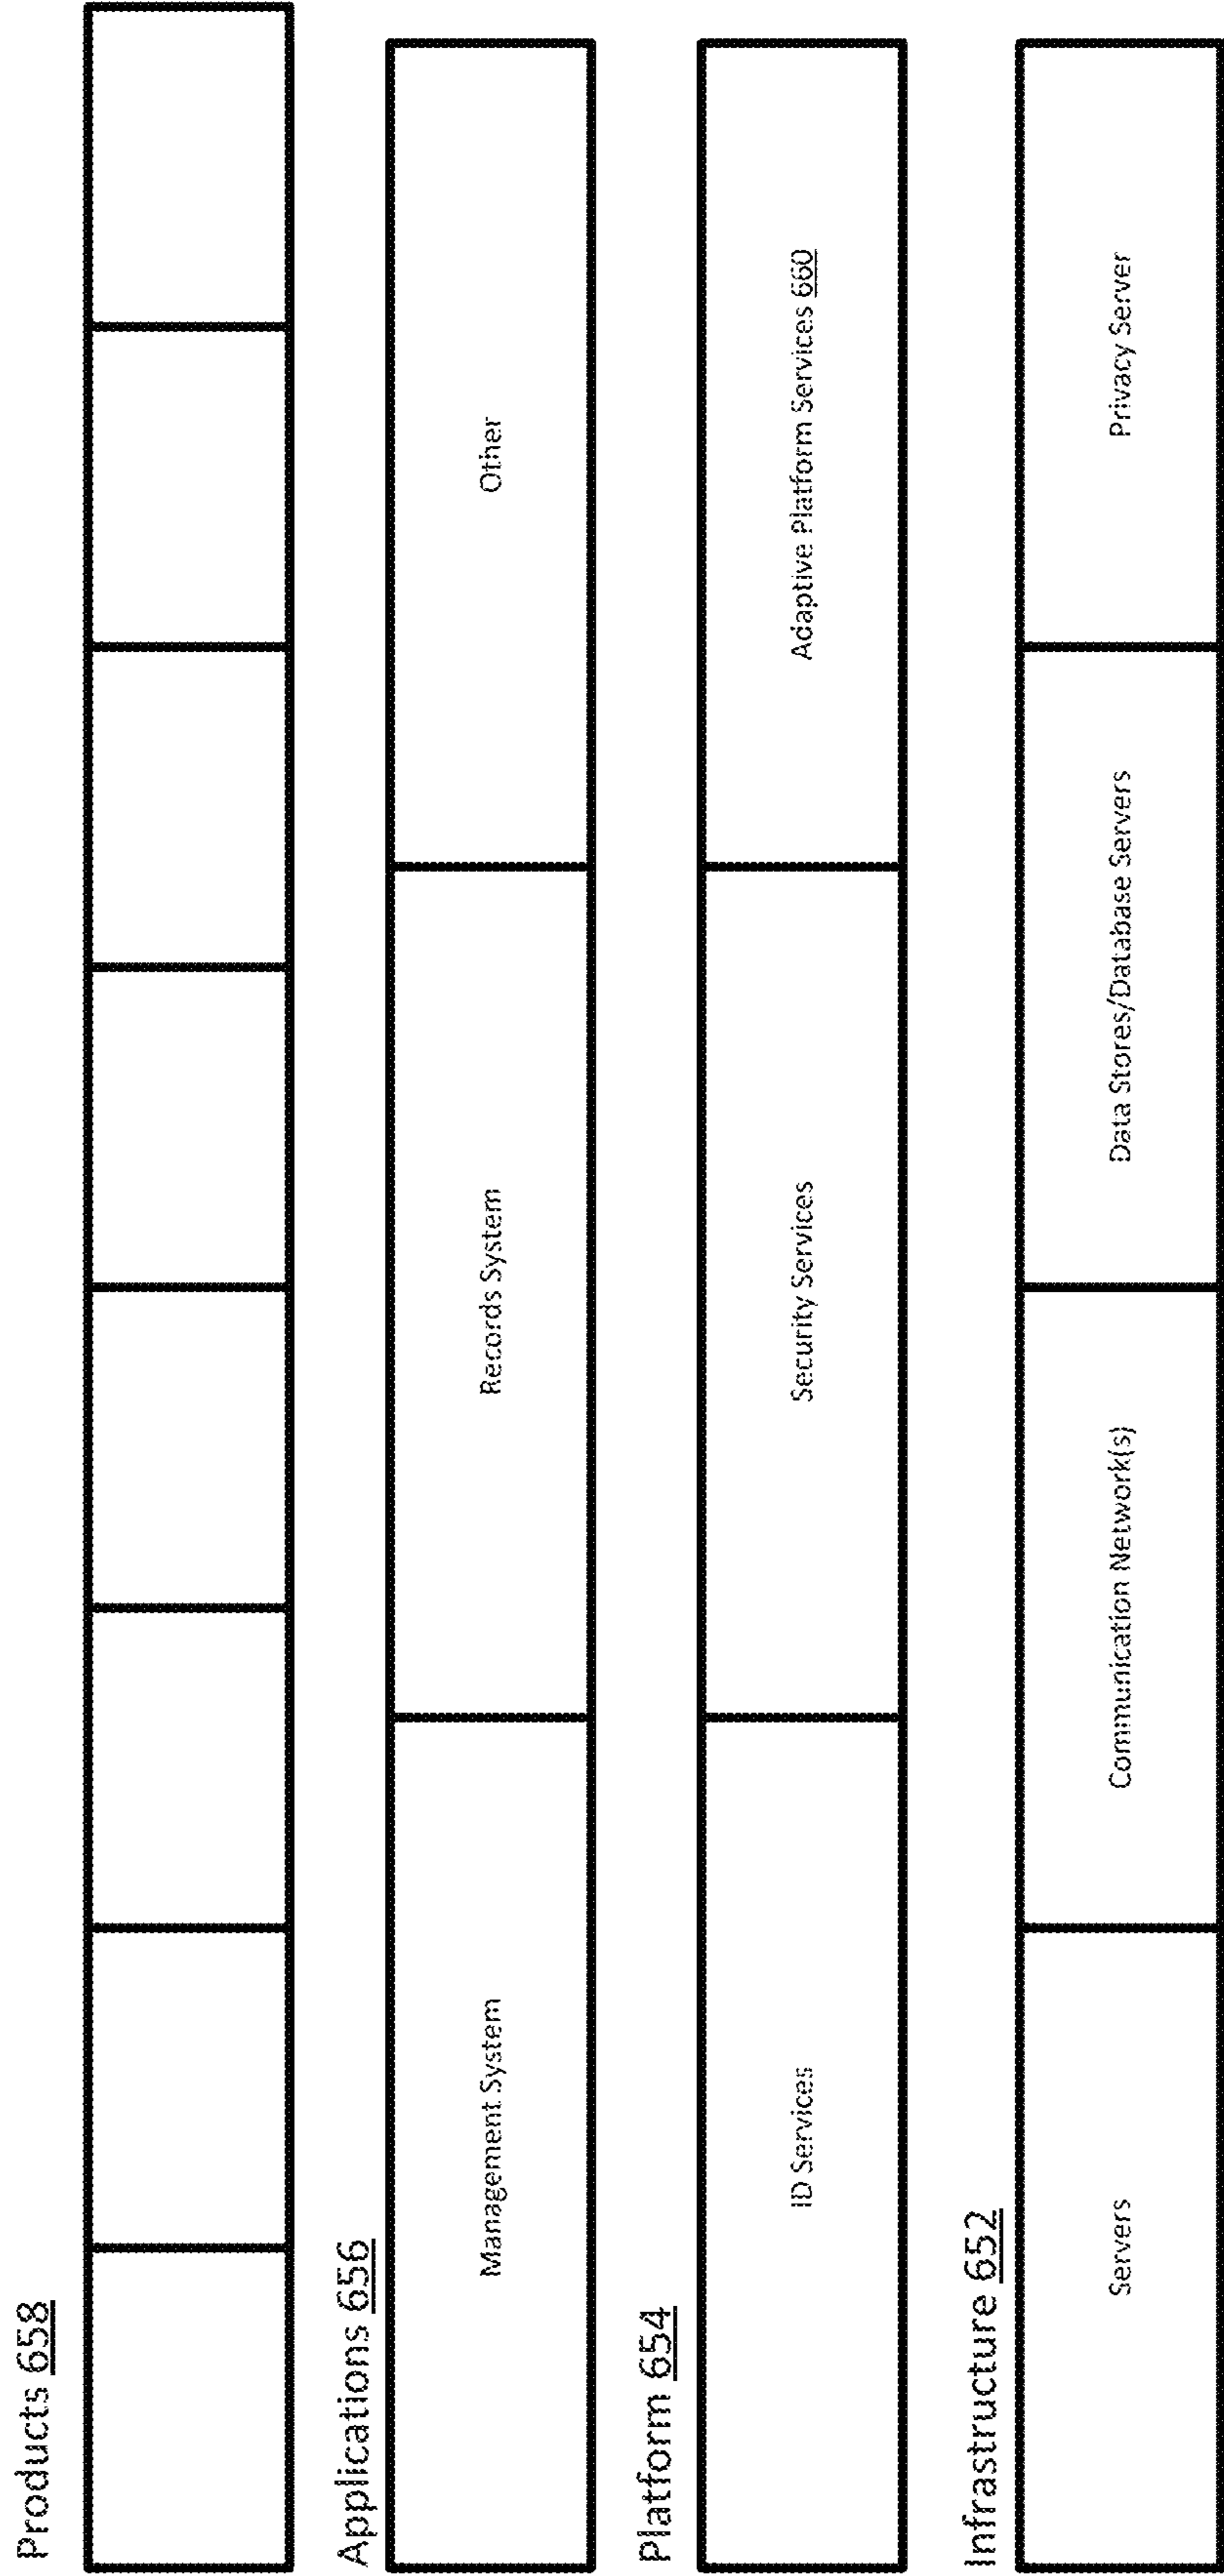 Products 658
Applications 656
Management System
Records System
Other
Platform 654
ID Services
Security Services
Adaptive Platform Services 660
Infrastructure 652
Servers
Communication Network(s)
Data Stores/Database Servers
Privacy Server